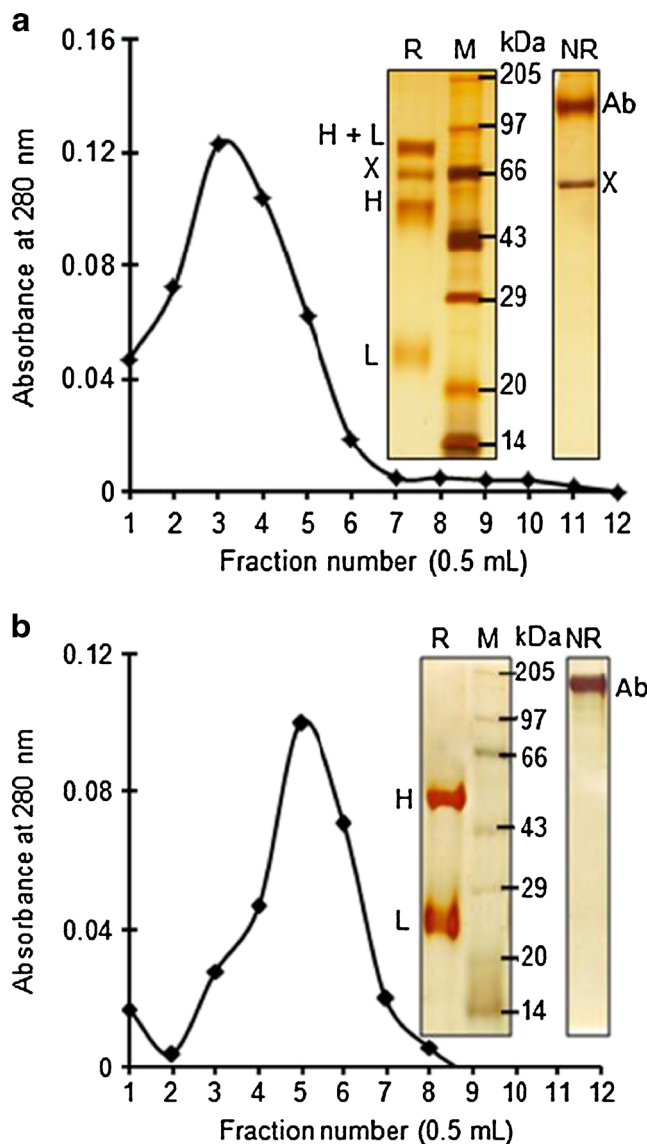 a
Absorbance at 280 nm
0.16
0.12
0.08
0.04
0
R M kDa NR
205
97
66
43
29
20
14
H + L
X
H
L
Ab
X
1 2 3 4 5 6 7 8 9 10 11 12
Fraction number (0.5 mL)
b
Absorbance at 280 nm
0.12
0.08
0.04
0
R M kDa NR
205
97
66
43
29
20
14
H
L
Ab
1 2 3 4 5 6 7 8 9 10 11 12
Fraction number (0.5 mL)